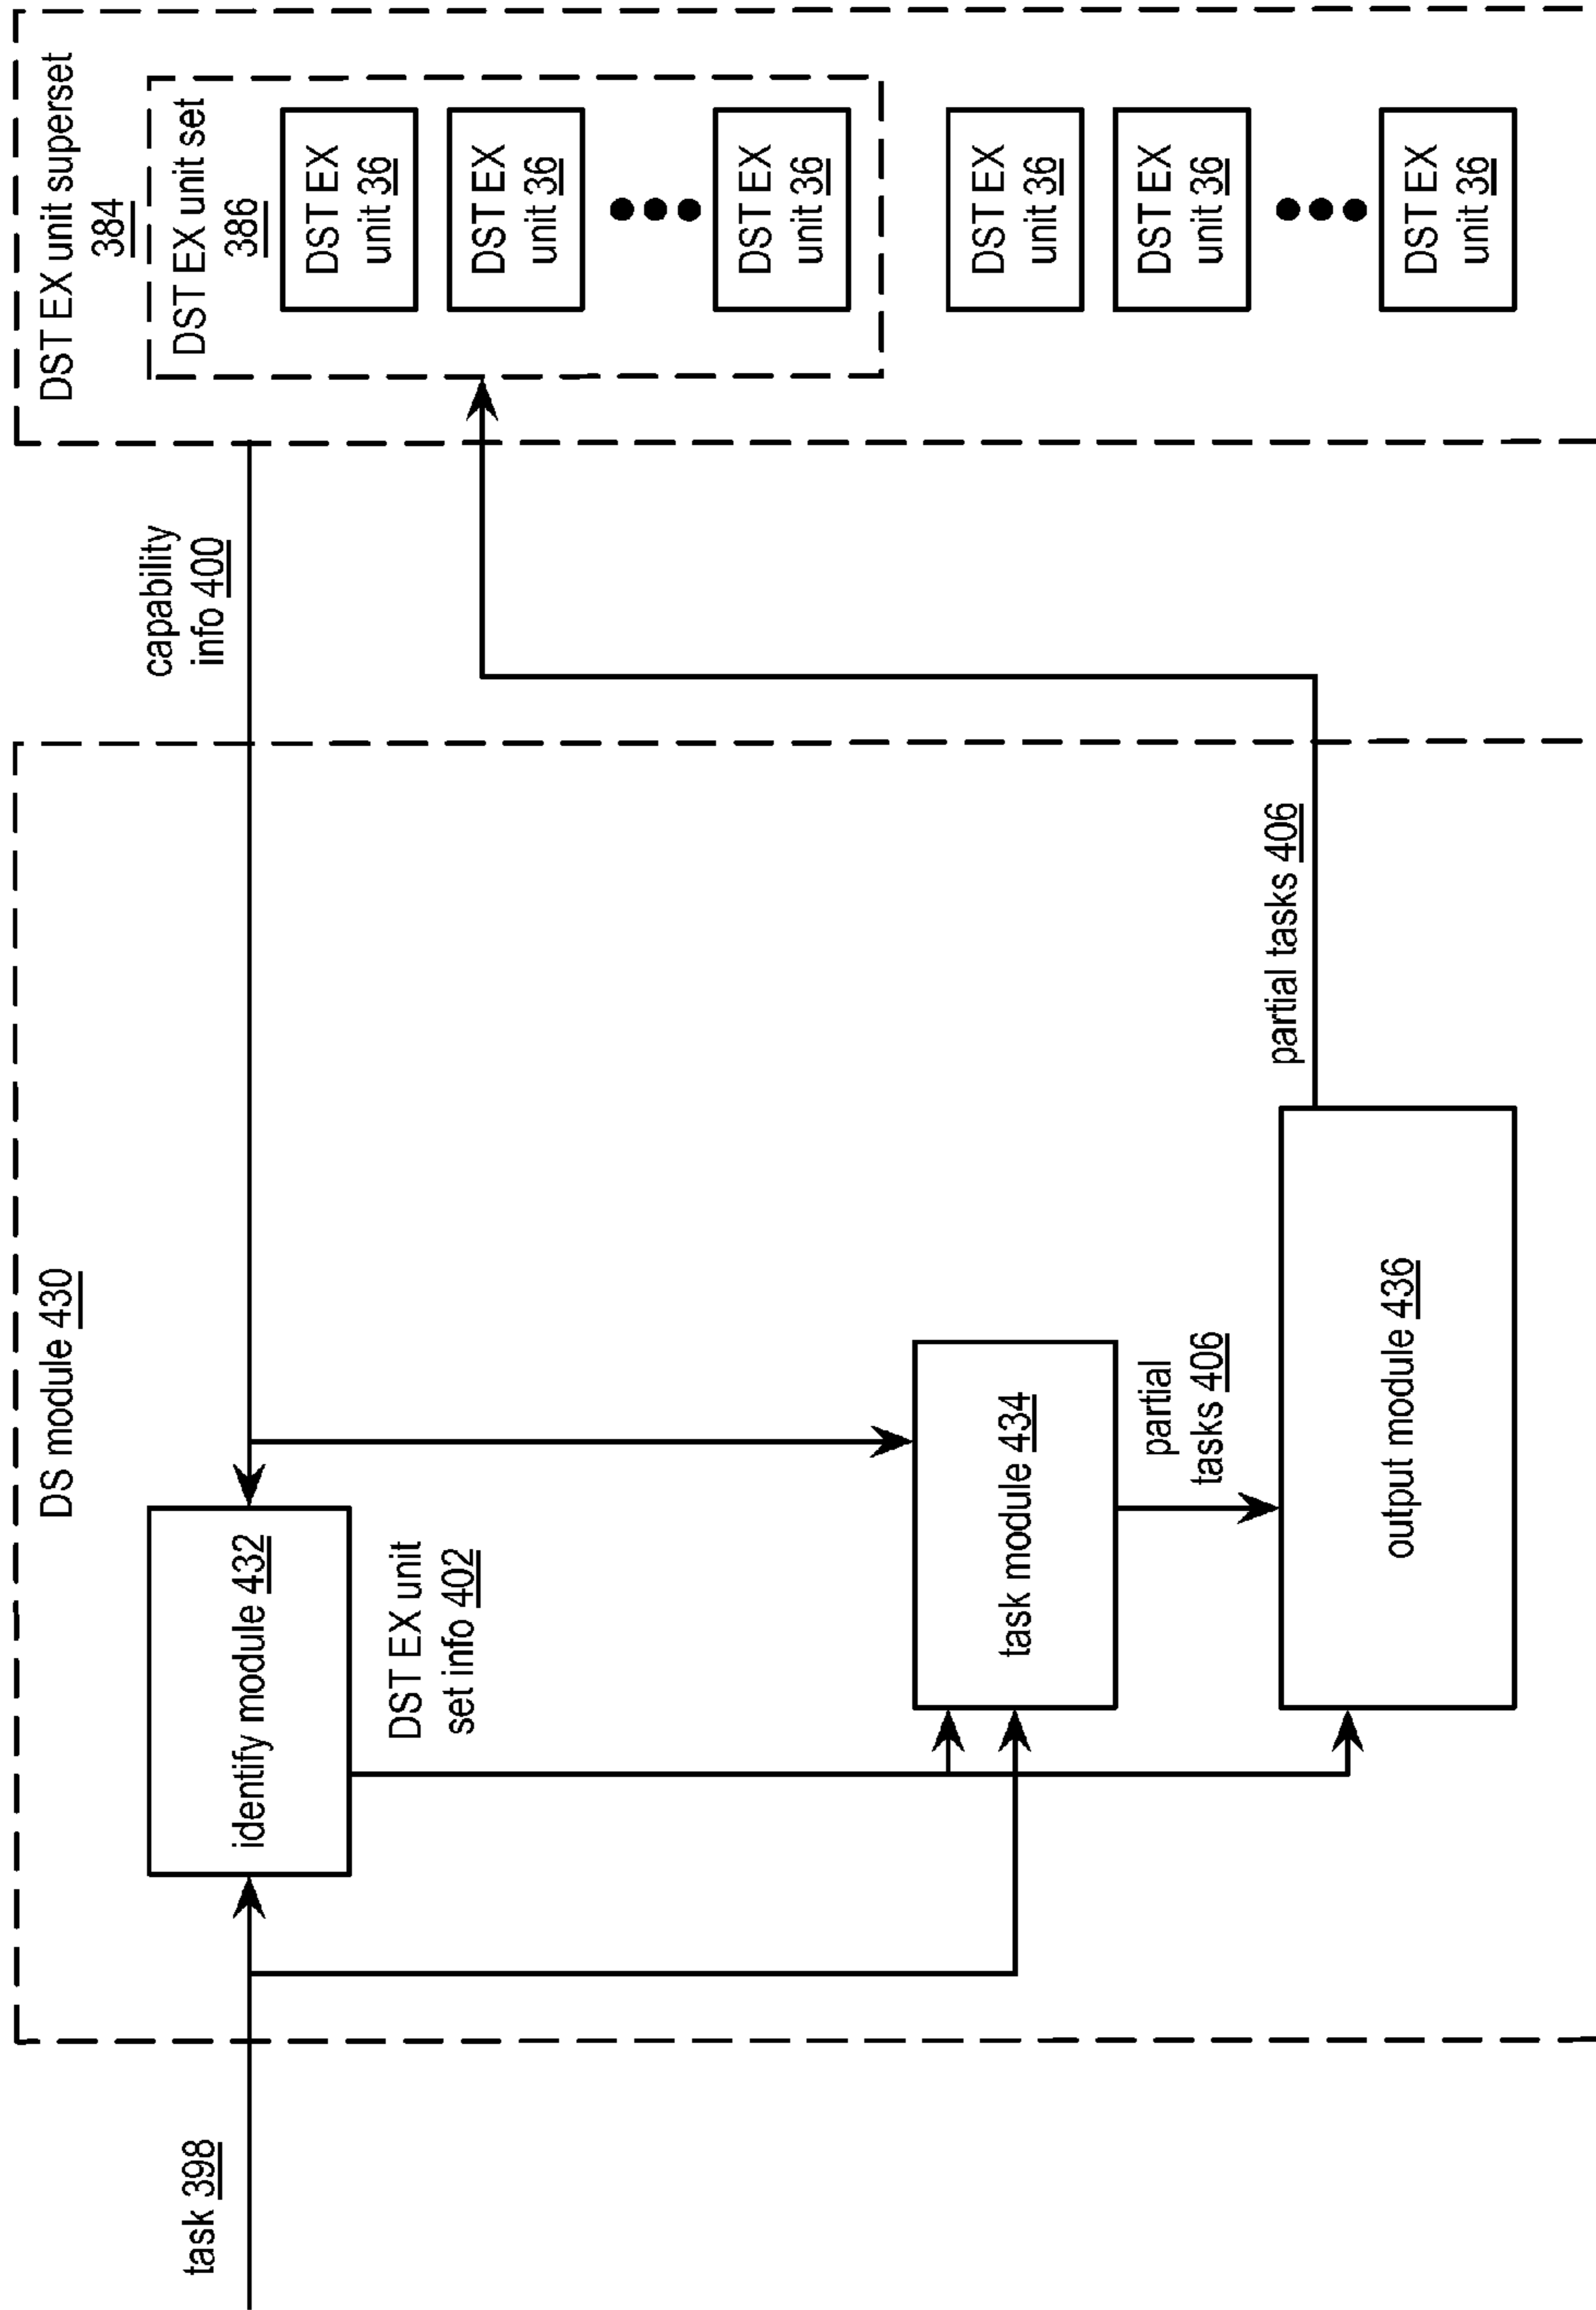 DS module 430
task 398
identify module 432
DST EX unit
set info 402
task module 434
partial
tasks 406
output module 436
partial tasks 406
capability
info 400
DST EX unit superset
384
DST EX unit set
386
DST EX
unit 36
DST EX
unit 36
DST EX
unit 36
DST EX
unit 36
DST EX
unit 36
DST EX
unit 36